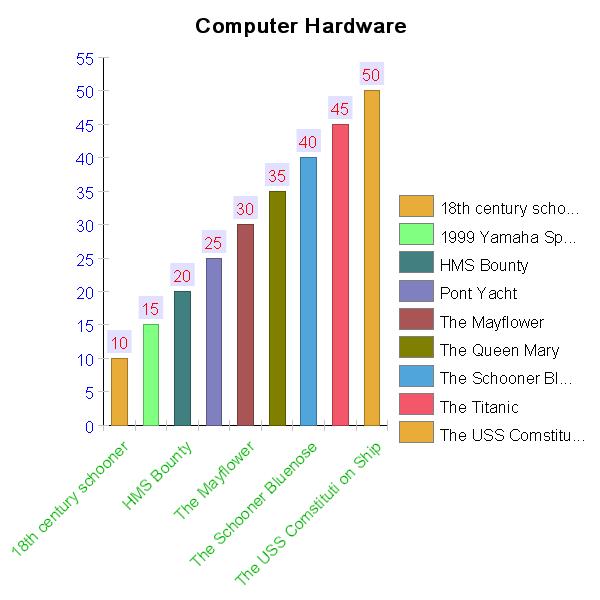 Computer Hardware
55
50
45
40
35
30
25
20
15
10
5
0
10
15
20
25
30
35
40
45
50
18th century schooner
HMS Bounty
The Mayflower
The Schooner Bluenose
The USS Comstituti on Ship
18th century scho...
1999 Yamaha Sp...
HMS Bounty
Pont Yacht
The Mayflower
The Queen Mary
The Schooner Bl...
The Titanic
The USS Comstitu...